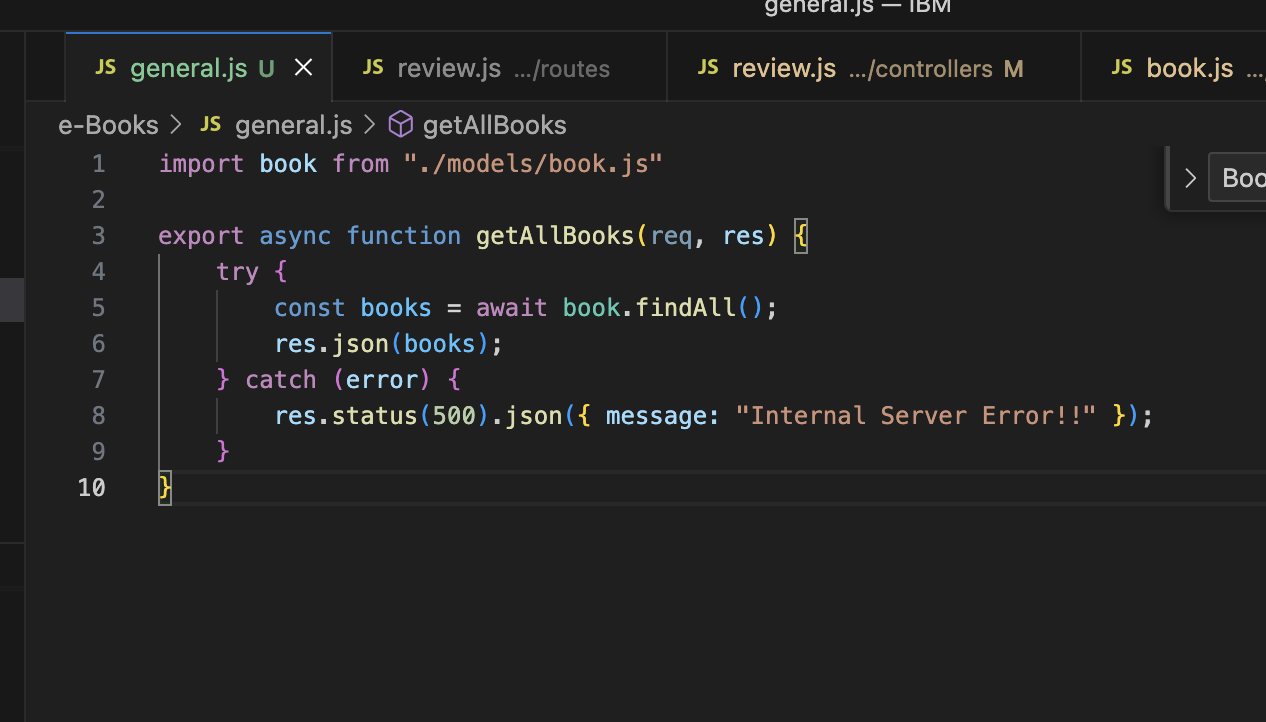 general.js — IBM
JS general.js U × JS review.js .../routes JS review.js .../controllers M JS book.js ...
e-Books > JS general.js > getAllBooks
1 import book from "./models/book.js"
2
3 export async function getAllBooks(req, res) {
4 try {
5 const books = await book.findAll();
6 res.json(books);
7 } catch (error) {
8 res.status(500).json({ message: "Internal Server Error!!" });
9 }
10 }
> Boo